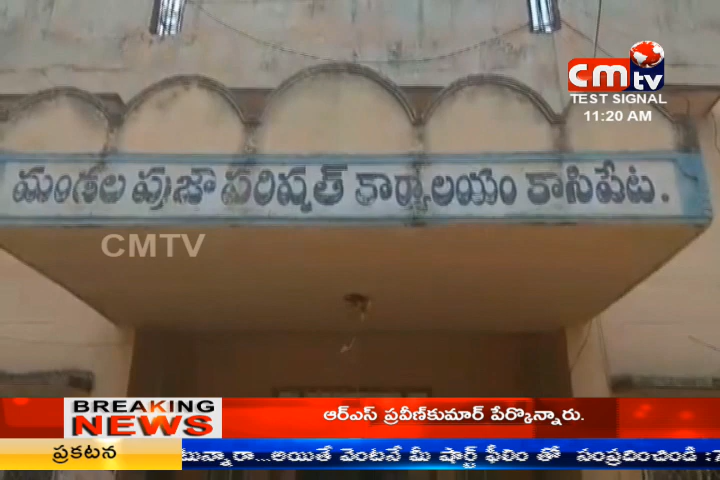 cmtv
TEST SIGNAL
11:20 AM
మండల ప్రజా పరిషత్ కార్యాలయం కాసిపేట.
CMTV
BREAKING NEWS
ఆర్ఎస్ ప్రవీణ్‌కుమార్ పేర్కొన్నారు.
ప్రకటన
టున్నారా...అయితే వెంటనే మీ షార్ట్ ఫిలిం తో సంప్రదించండి :